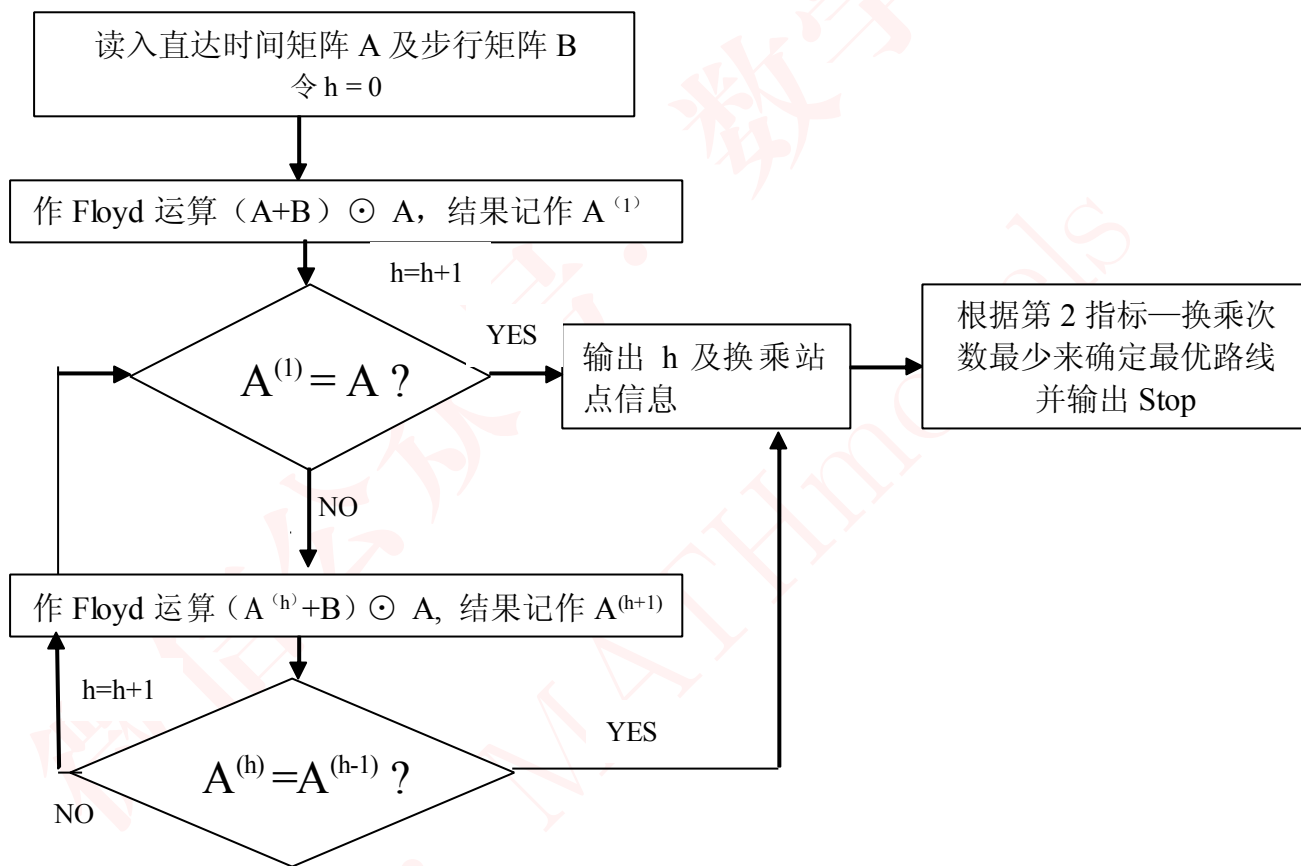 读入直达时间矩阵 A 及步行矩阵 B
令 h = 0
作 Floyd 运算（A+B）⊙ A，结果记作 A⁽¹⁾
h=h+1
A⁽¹⁾ = A ?
YES
输出 h 及换乘站
点信息
根据第 2 指标—换乘次
数最少来确定最优路线
并输出 Stop
NO
作 Floyd 运算（A⁽ʰ⁾+B）⊙ A, 结果记作 A⁽ʰ⁺¹⁾
h=h+1
A⁽ʰ⁾ =A⁽ʰ⁻¹⁾ ?
YES
NO